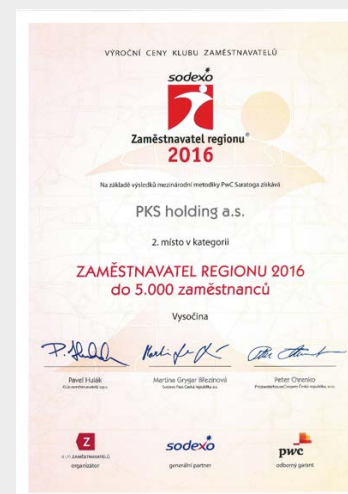 VÝROČNÍ CENY KLUBU ZAMĚSTNAVATELŮ
sodexo
Zaměstnavatel regionu®
2016
Na základě výsledků mezinárodní metodiky PwC Saratoga získává
PKS holding a.s.
2. místo v kategorii
ZAMĚSTNAVATEL REGIONU 2016
do 5.000 zaměstnanců
Vysočina
Pavel Hulák
Martina Grygar Březinová
Peter Chrenko
Klub zaměstnavatelů
organizátor
sodexo
generální partner
pwc
odborný garant